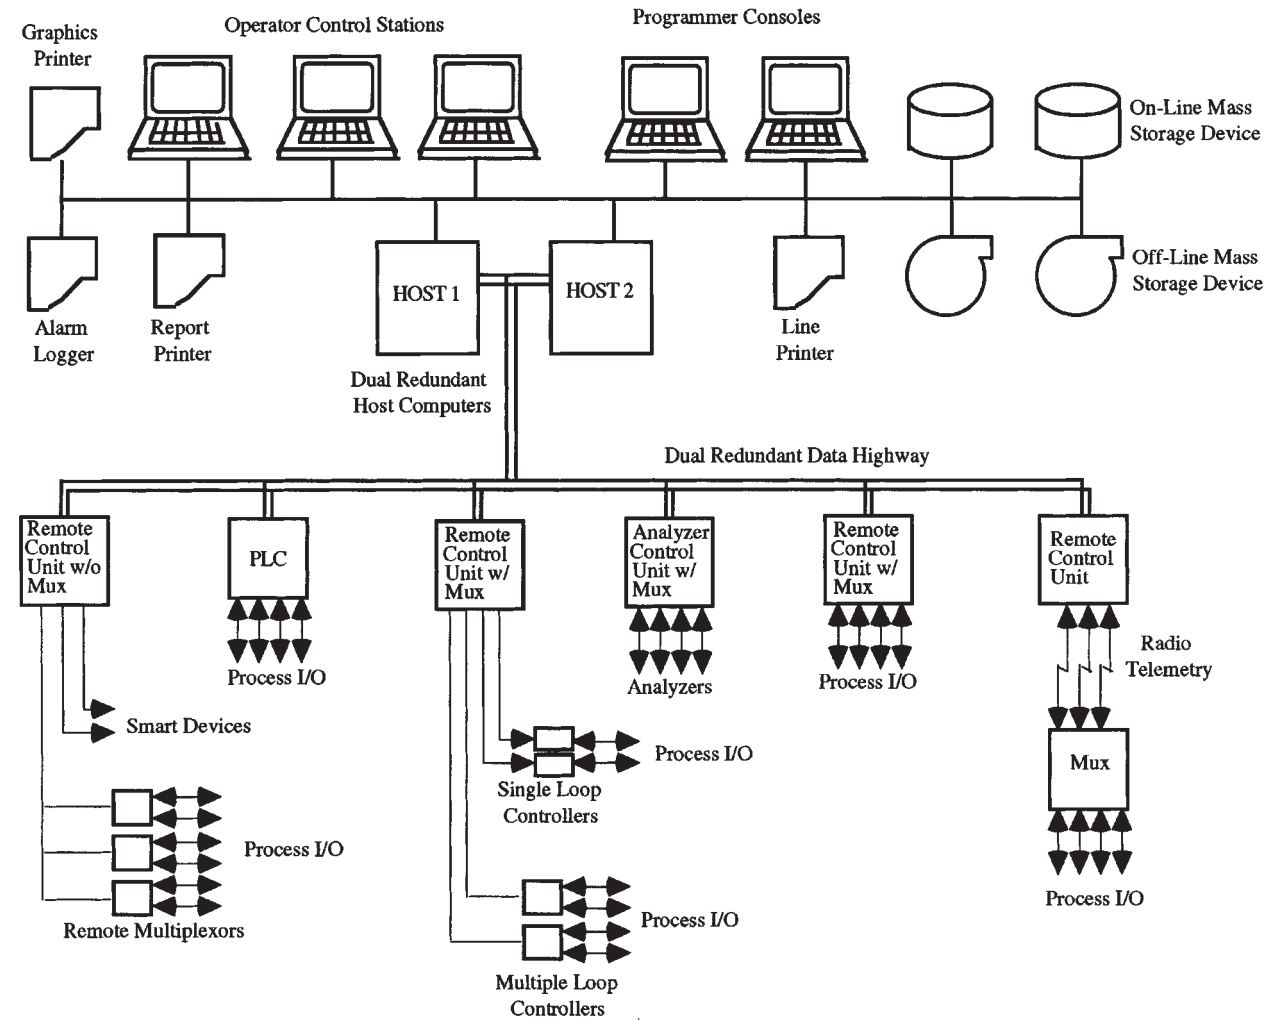 Graphics
Printer
Operator Control Stations
Programmer Consoles
On-Line Mass
Storage Device
Off-Line Mass
Storage Device
HOST 1
HOST 2
Alarm
Logger
Report
Printer
Line
Printer
Dual Redundant
Host Computers
Dual Redundant Data Highway
Remote
Control
Unit w/o
Mux
PLC
Remote
Control
Unit w/
Mux
Analyzer
Control
Unit w/
Mux
Remote
Control
Unit w/
Mux
Remote
Control
Unit
Process I/O
Analyzers
Process I/O
Radio
Telemetry
Smart Devices
Process I/O
Single Loop
Controllers
Mux
Process I/O
Process I/O
Remote Multiplexors
Process I/O
Multiple Loop
Controllers